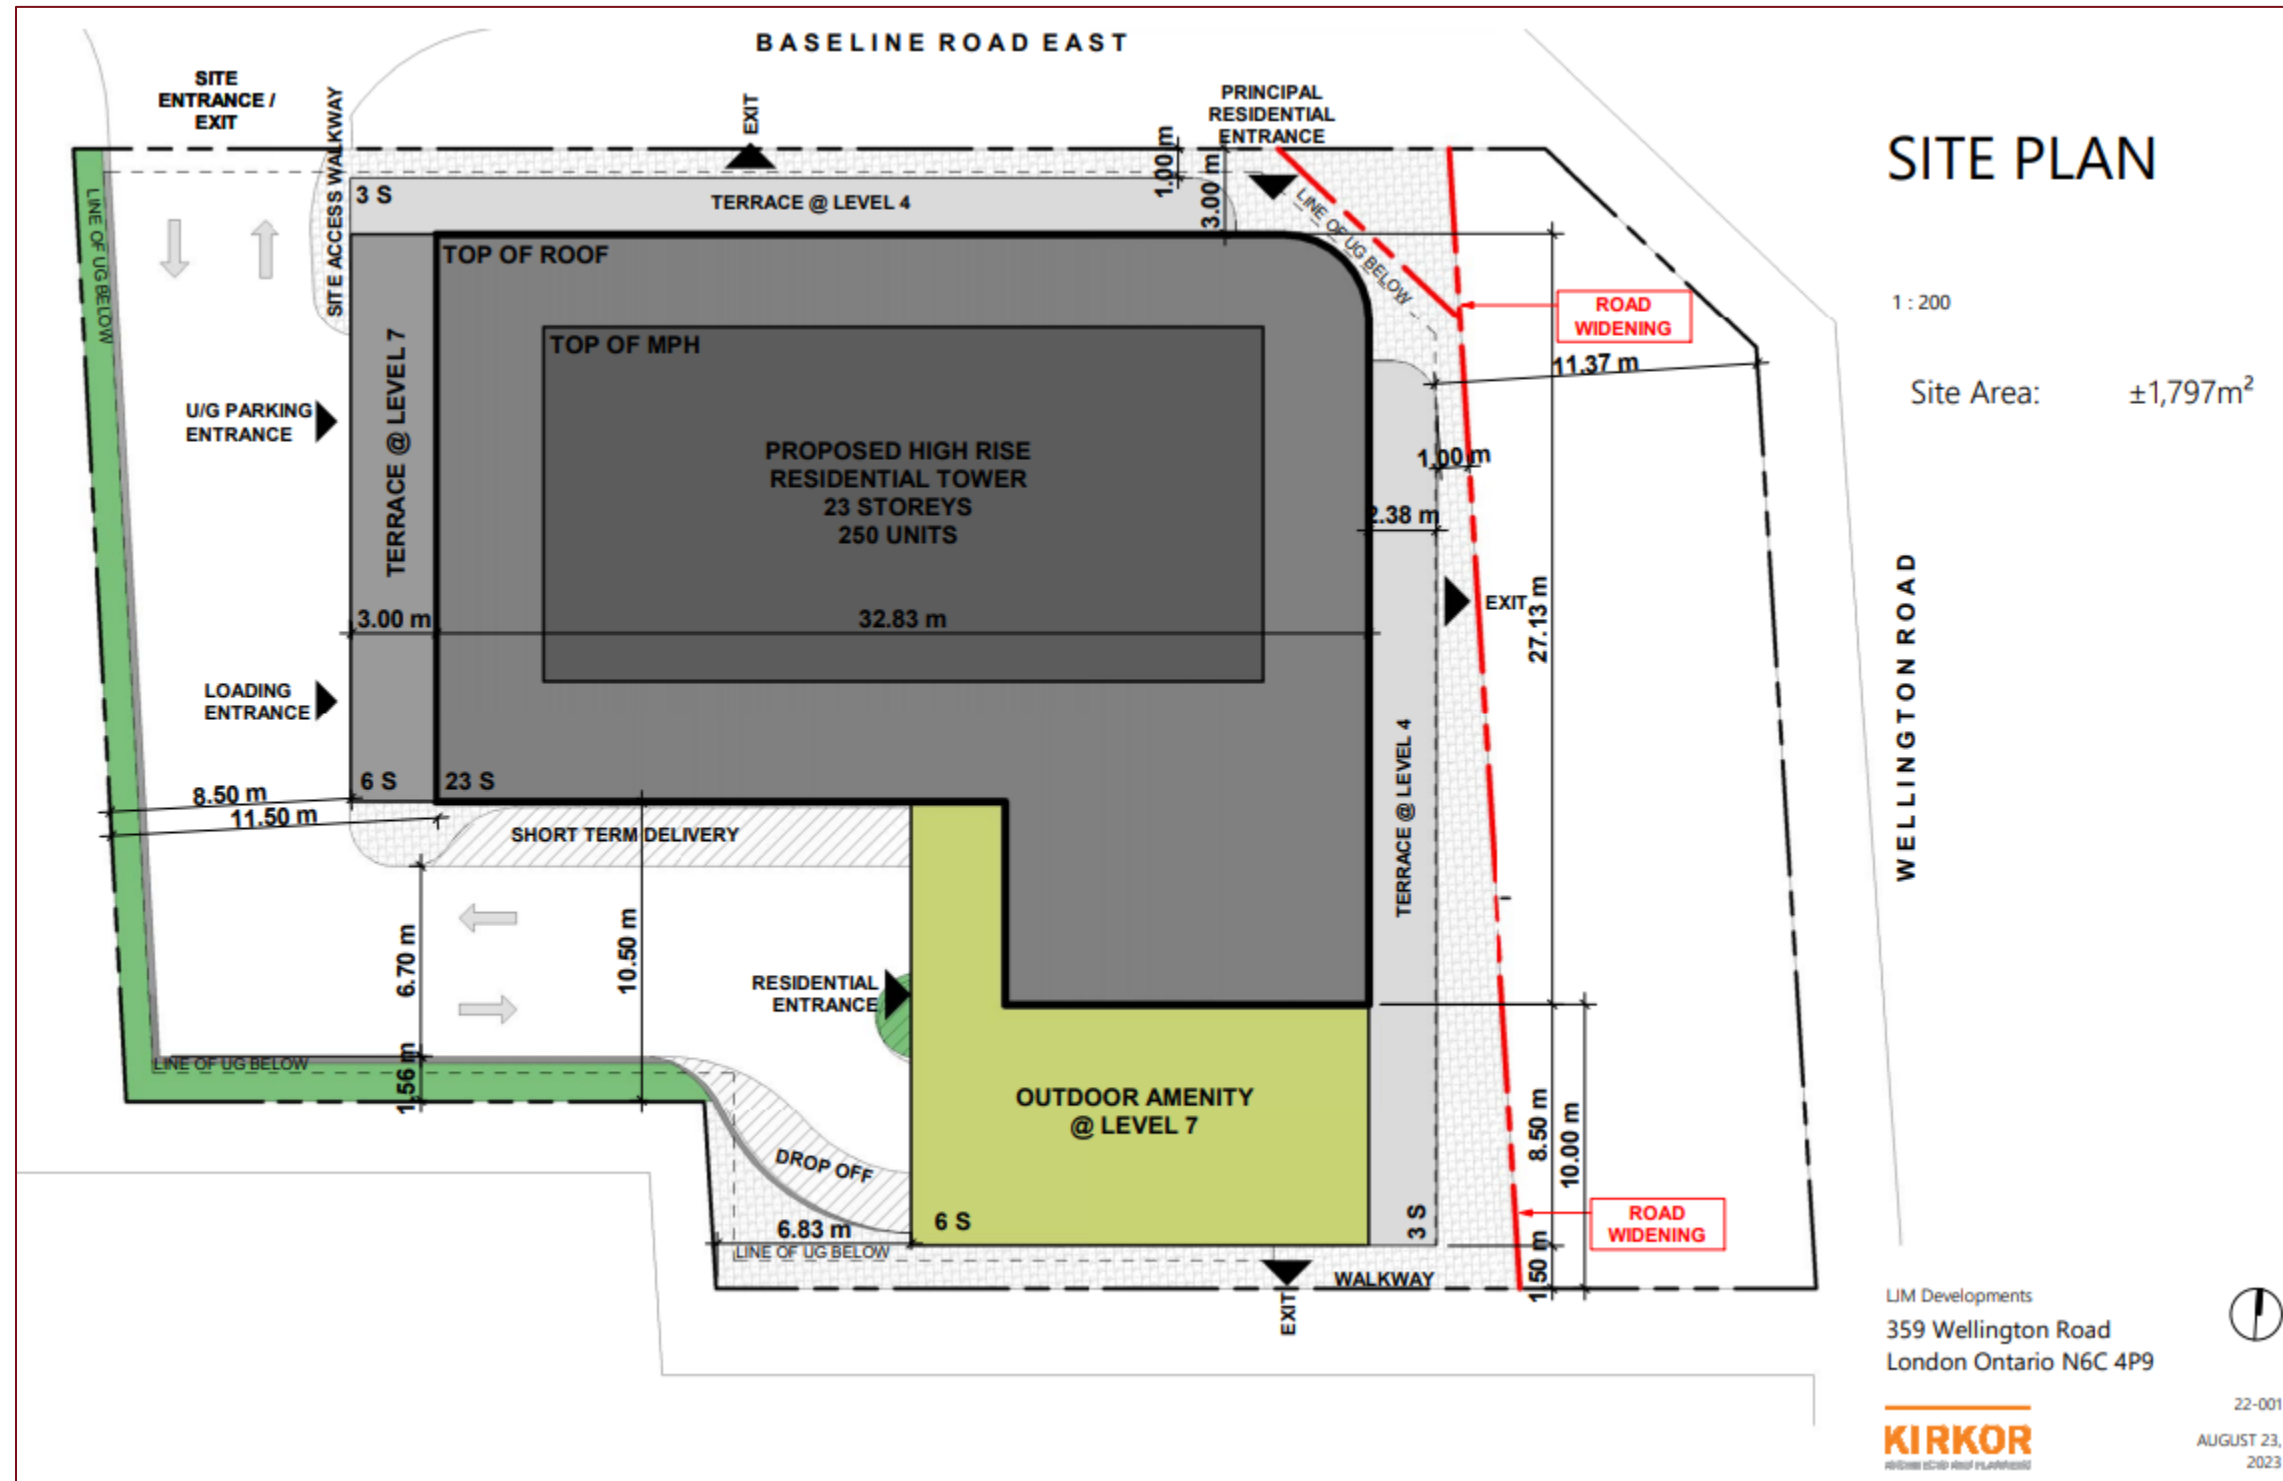 BASELINE ROAD EAST
SITE
ENTRANCE /
EXIT
SITE ACCESS WALKWAY
EXIT
PRINCIPAL
RESIDENTIAL
ENTRANCE
1.00 m
3.00 m
SITE PLAN
1 : 200
Site Area: ±1,797m²
LINE OF UG BELOW
3 S
TERRACE @ LEVEL 4
LINE OF UG BELOW
TOP OF ROOF
TOP OF MPH
ROAD
WIDENING
11.37 m
TERRACE @ LEVEL 7
U/G PARKING
ENTRANCE
PROPOSED HIGH RISE
RESIDENTIAL TOWER
23 STOREYS
250 UNITS
1.00 m
2.38 m
EXIT
27.13 m
WELLINGTON ROAD
3.00 m
32.83 m
LOADING
ENTRANCE
6 S
23 S
8.50 m
11.50 m
SHORT TERM DELIVERY
TERRACE @ LEVEL 4
6.70 m
10.50 m
RESIDENTIAL
ENTRANCE
LINE OF UG BELOW
1.56 m
OUTDOOR AMENITY
@ LEVEL 7
8.50 m
10.00 m
DROP OFF
6 S
3 S
ROAD
WIDENING
6.83 m
LINE OF UG BELOW
WALKWAY
1.50 m
EXIT
LJM Developments
359 Wellington Road
London Ontario N6C 4P9
22-001
KIRKOR
AUGUST 23,
2023